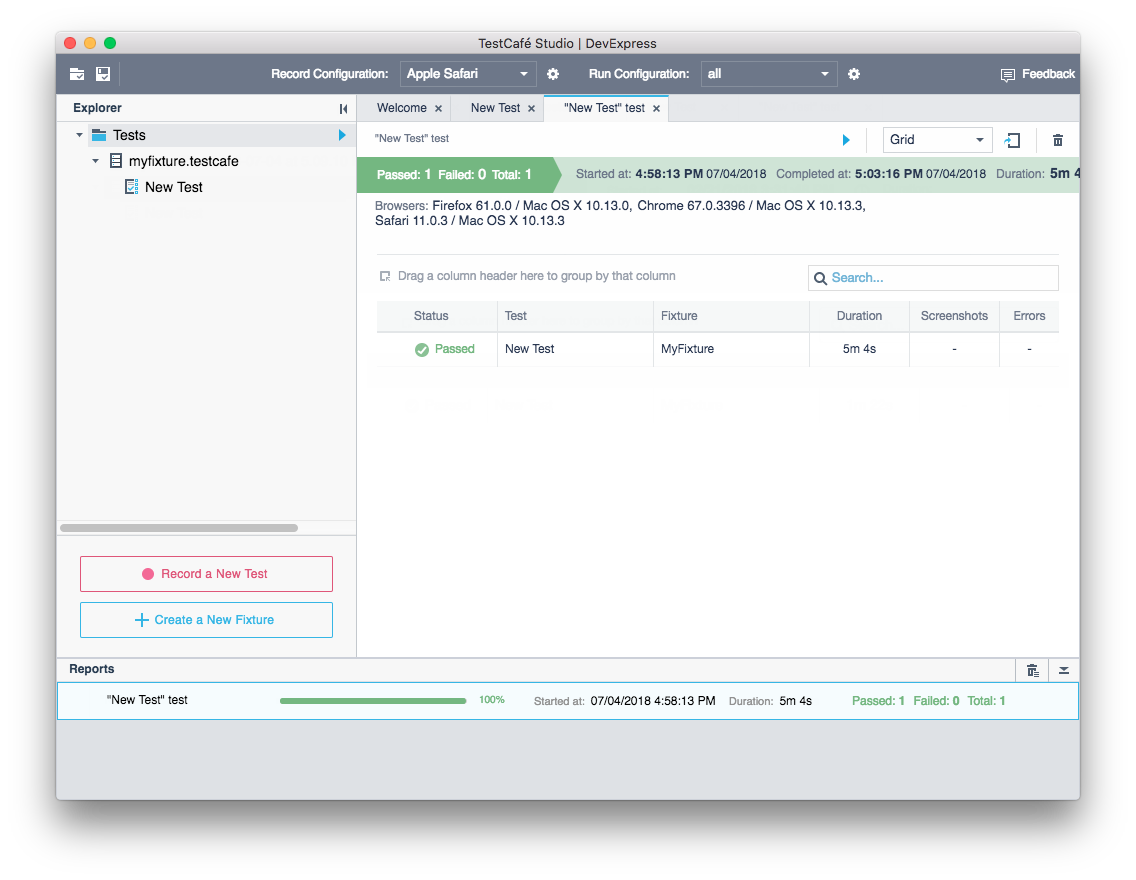 TestCafé Studio | DevExpress
Record Configuration: Apple Safari Run Configuration: all Feedback
Explorer
Welcome × New Test × "New Test" test ×
Tests
myfixture.testcafe
New Test
"New Test" test Grid
Passed: 1 Failed: 0 Total: 1 Started at: 4:58:13 PM 07/04/2018 Completed at: 5:03:16 PM 07/04/2018 Duration: 5m 4
Browsers: Firefox 61.0.0 / Mac OS X 10.13.0, Chrome 67.0.3396 / Mac OS X 10.13.3,
Safari 11.0.3 / Mac OS X 10.13.3
Drag a column header here to group by that column Search...
Status Test Fixture Duration Screenshots Errors
Passed New Test MyFixture 5m 4s - -
Record a New Test
Create a New Fixture
Reports
"New Test" test 100% Started at: 07/04/2018 4:58:13 PM Duration: 5m 4s Passed: 1 Failed: 0 Total: 1